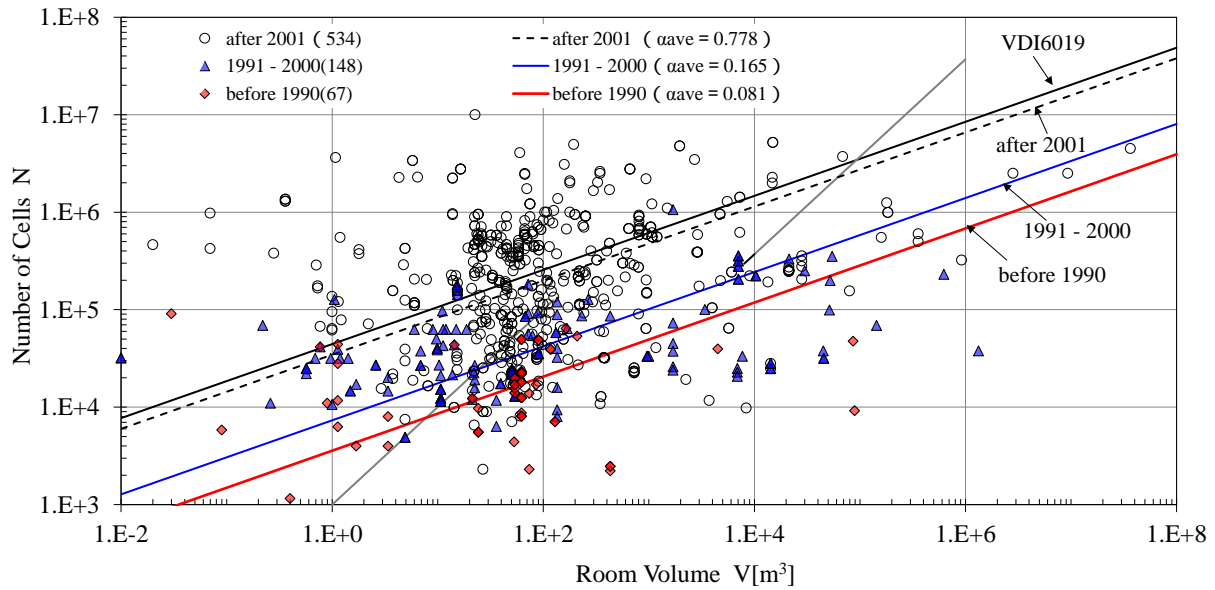 1.E+8
1.E+7
1.E+6
1.E+5
1.E+4
1.E+3
Number of Cells N
after 2001 ( 534)
1991 - 2000(148)
before 1990(67)
after 2001 ( αave = 0.778 )
1991 - 2000 ( αave = 0.165 )
before 1990 ( αave = 0.081 )
VDI6019
after 2001
1991 - 2000
before 1990
1.E-2
1.E+0
1.E+2
1.E+4
1.E+6
1.E+8
Room Volume V[m³]